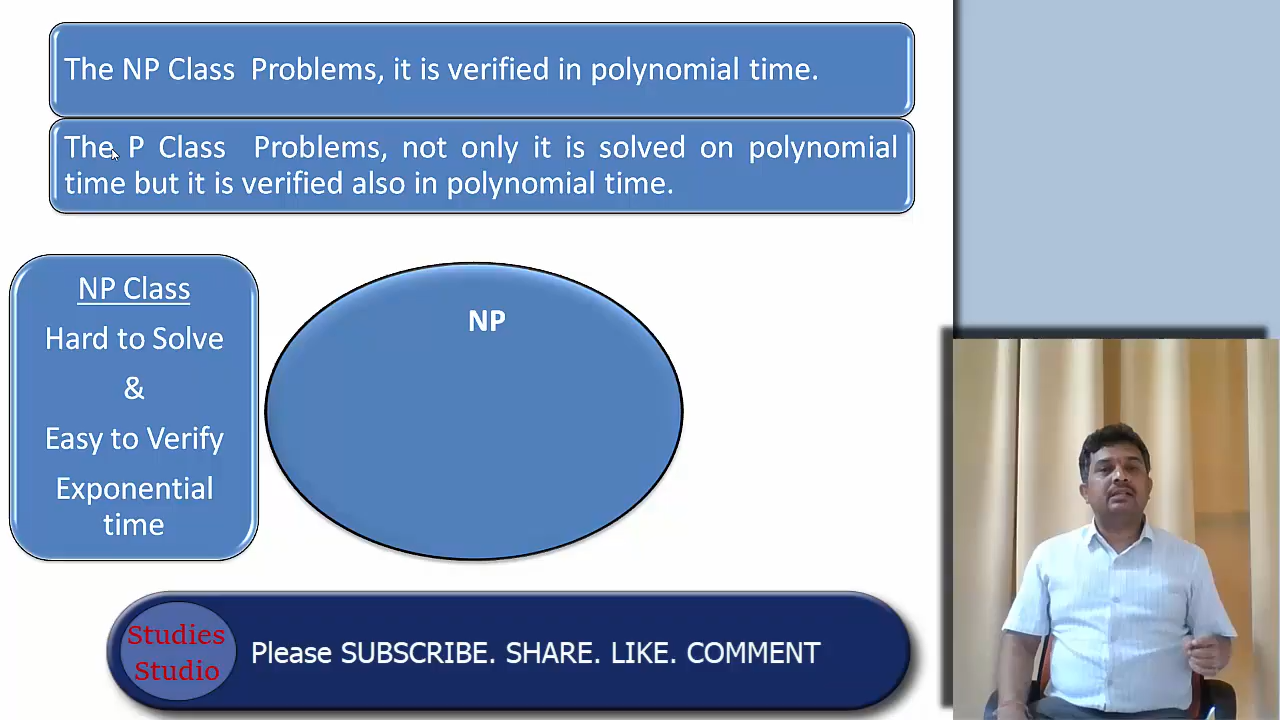 The NP Class Problems, it is verified in polynomial time.
The P Class Problems, not only it is solved on polynomial
time but it is verified also in polynomial time.
NP Class
Hard to Solve
&
Easy to Verify
Exponential
time
NP
Studies
Studio
Please SUBSCRIBE. SHARE. LIKE. COMMENT